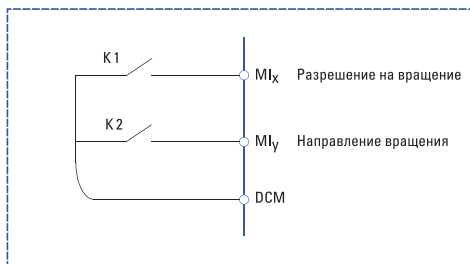 K1
MIx Разрешение на вращение
K2
MIy Направление вращения
DCM